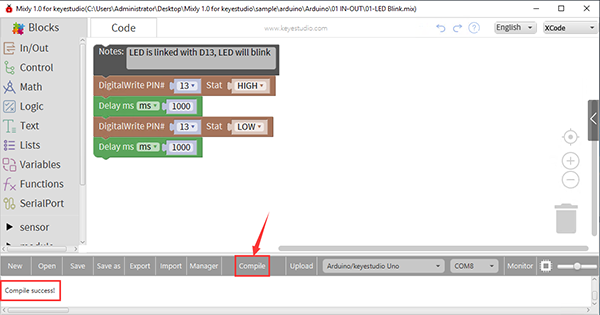 Mixly 1.0 for keyestudio(C:\Users\Administrator\Desktop\Mixly 1.0 for keyestudio\sample\arduino\Arduino\01 IN-OUT\01-LED Blink.mix)
Blocks Code English XCode
In/Out
Control
Math
Logic
Text
Lists
Variables
Functions
SerialPort
sensor
Notes: LED is linked with D13, LED will blink
DigitalWrite PIN# 13 Stat HIGH
Delay ms ms 1000
DigitalWrite PIN# 13 Stat LOW
Delay ms ms 1000
New Open Save Save as Export Import Manager Compile Upload Arduino/keyestudio Uno COM8 Monitor
Compile success!